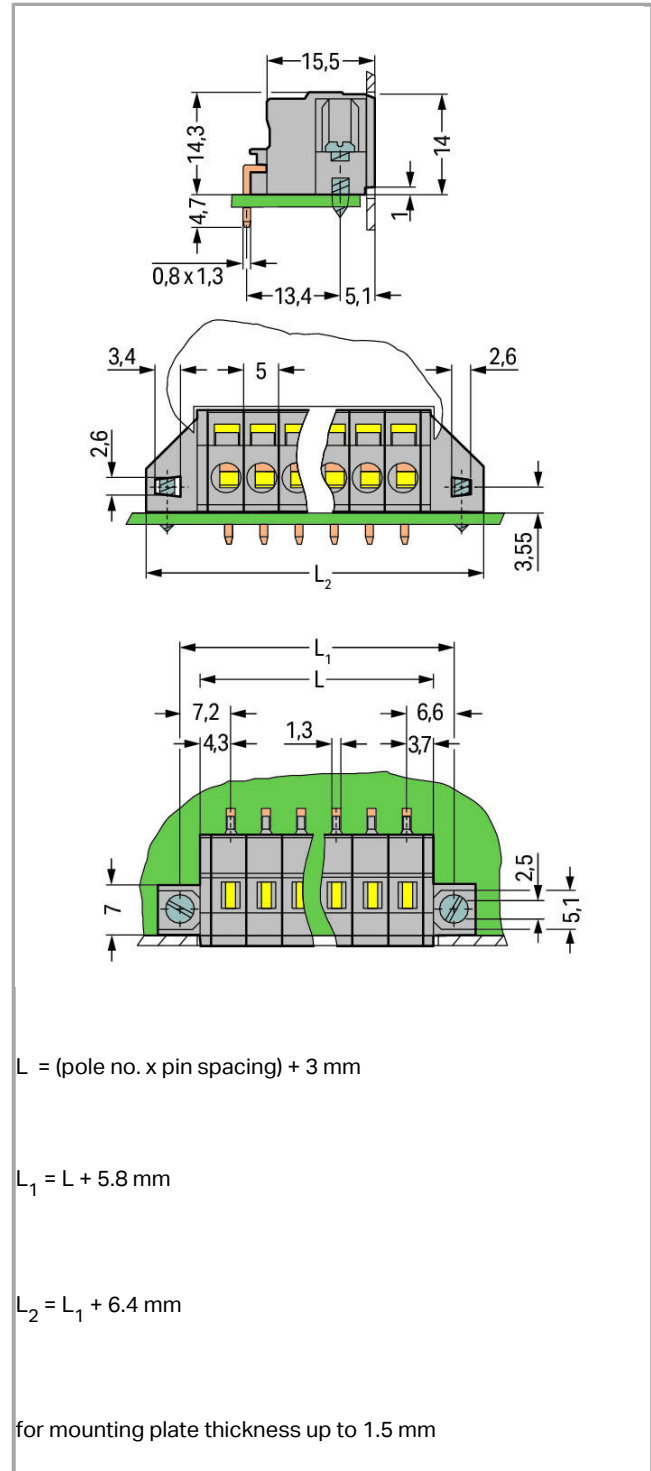 15,5
14,3
14
4,7
1
0,8 x 1,3
13,4
5,1
3,4
5
2,6
2,6
3,55
L₂
L₁
L
7,2
6,6
4,3
1,3
3,7
2,5
7
5,1
L = (pole no. x pin spacing) + 3 mm
L₁ = L + 5.8 mm
L₂ = L₁ + 6.4 mm
for mounting plate thickness up to 1.5 mm